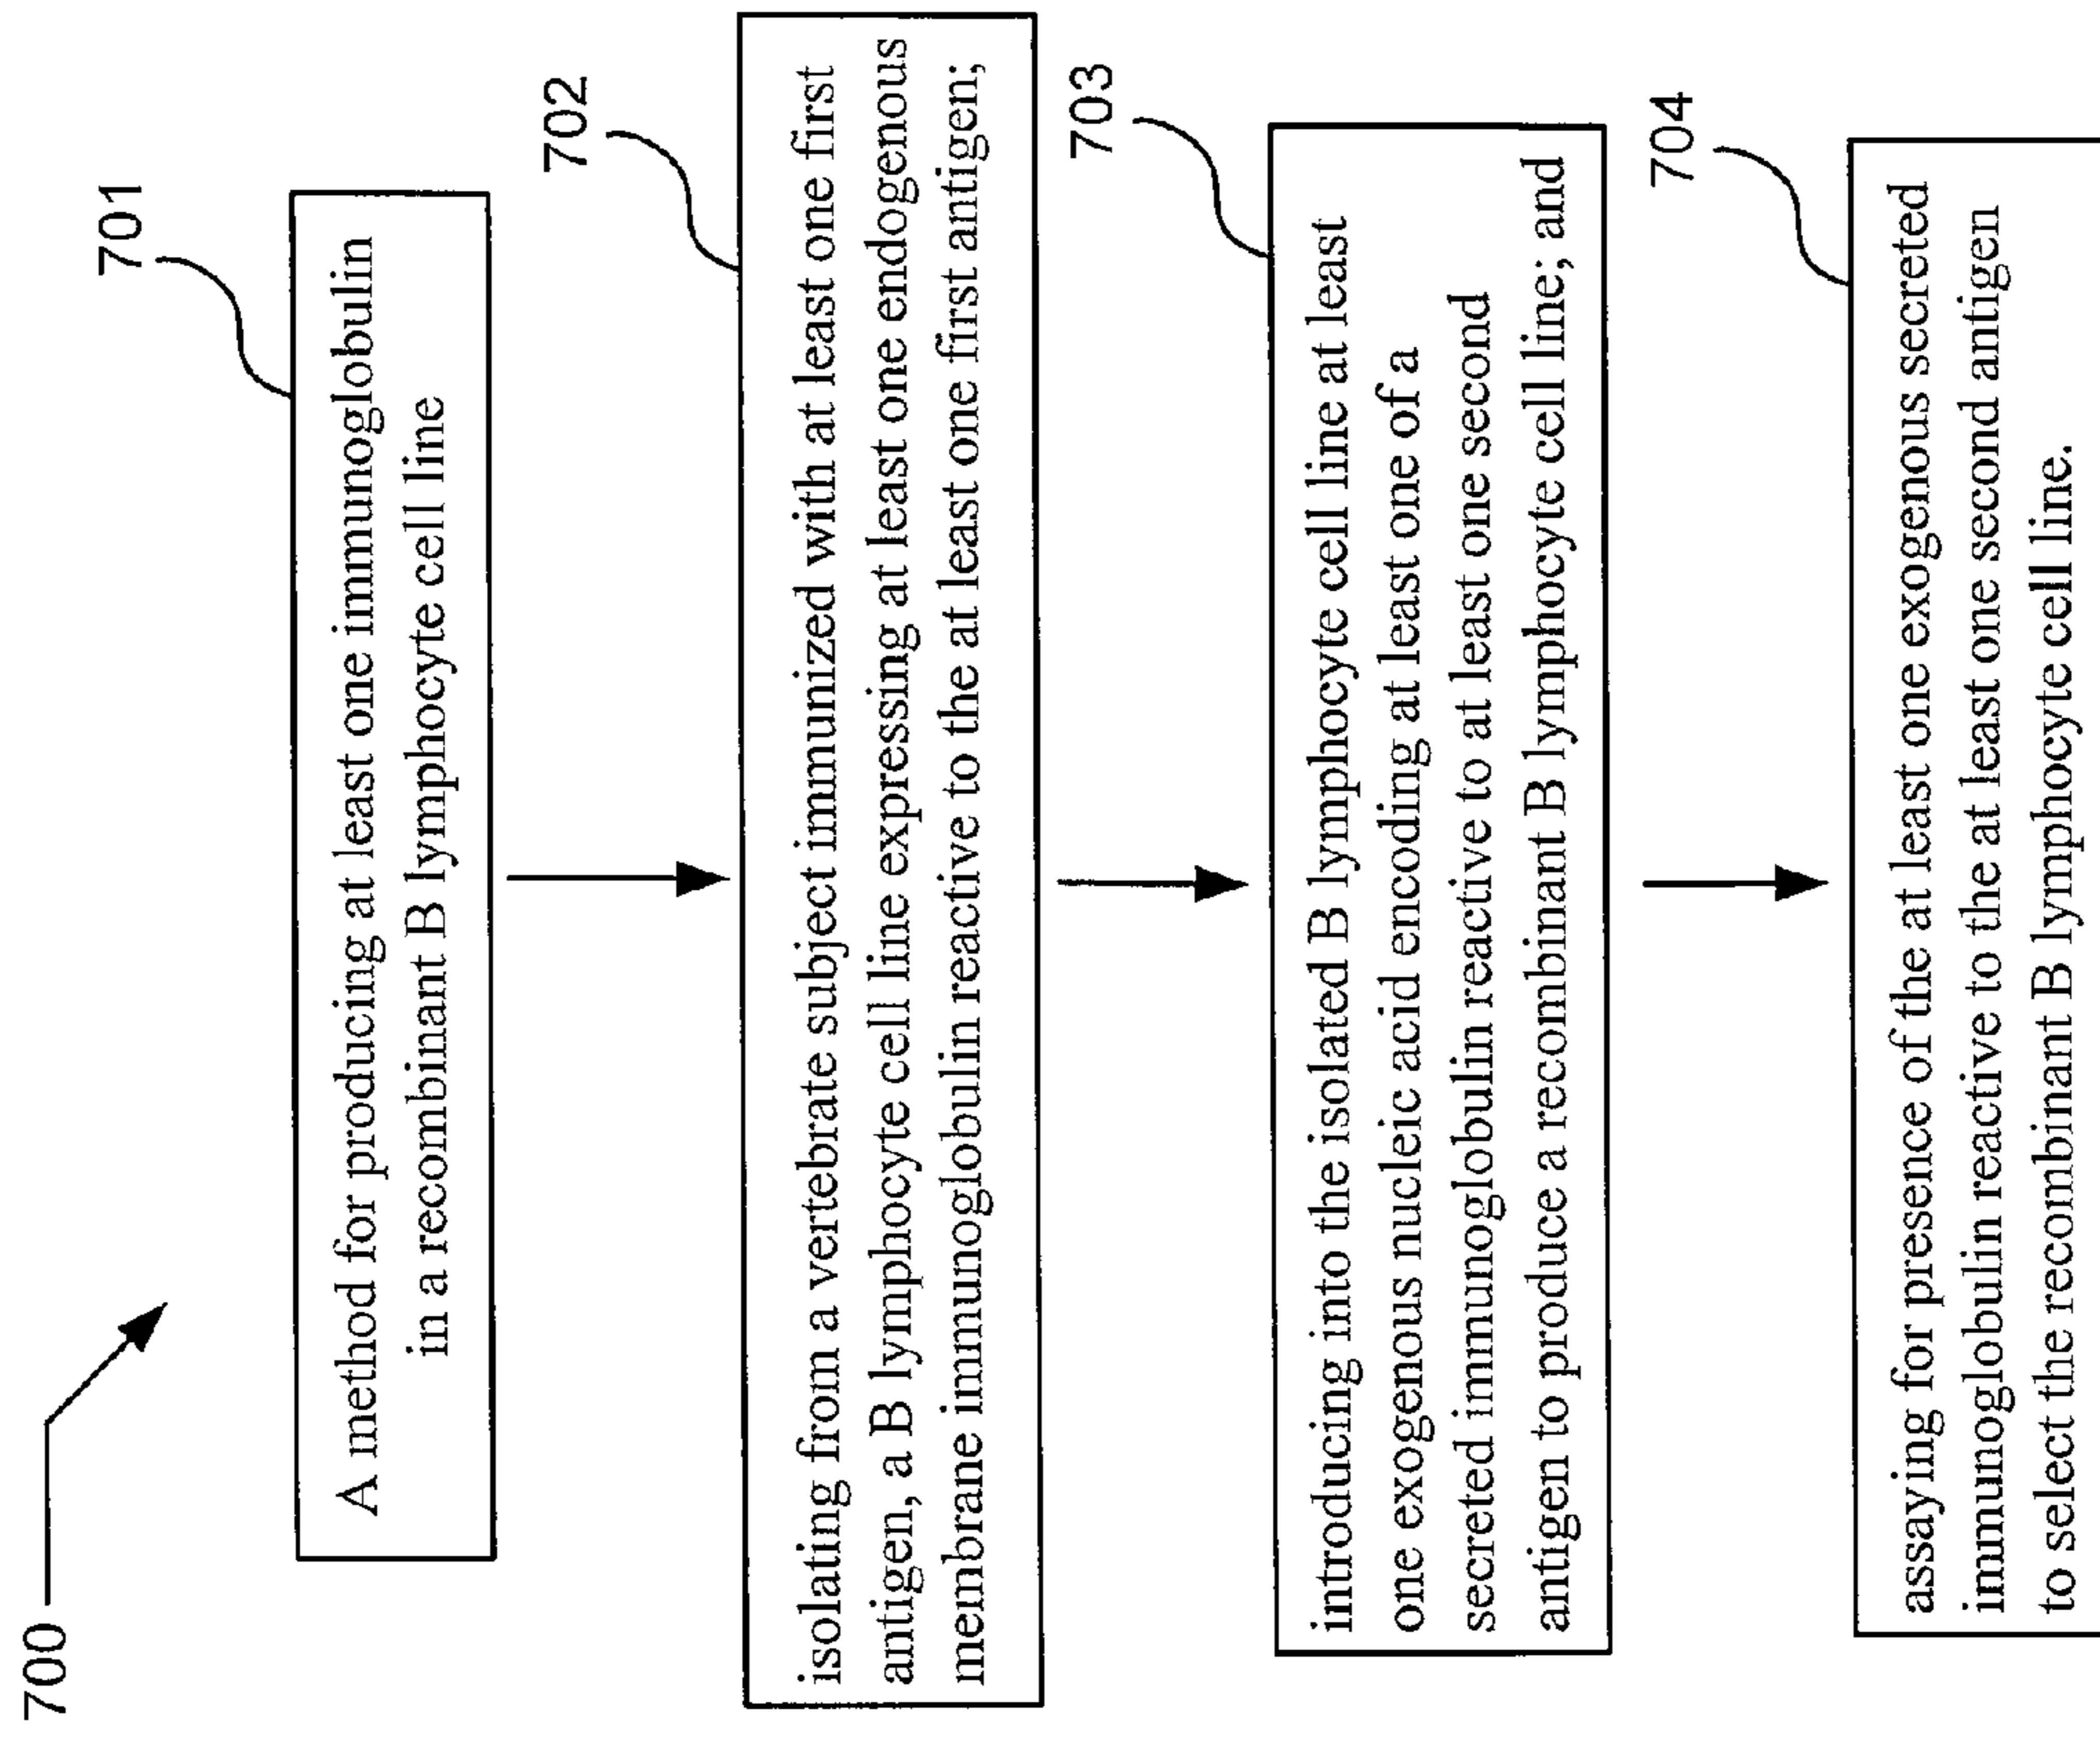 700
701
A method for producing at least one immunoglobulin
in a recombinant B lymphocyte cell line
702
isolating from a vertebrate subject immunized with at least one first
antigen, a B lymphocyte cell line expressing at least one endogenous
membrane immunoglobulin reactive to the at least one first antigen;
703
introducing into the isolated B lymphocyte cell line at least
one exogenous nucleic acid encoding at least one of a
secreted immunoglobulin reactive to at least one second
antigen to produce a recombinant B lymphocyte cell line; and
704
assaying for presence of the at least one exogenous secreted
immunoglobulin reactive to the at least one second antigen
to select the recombinant B lymphocyte cell line.